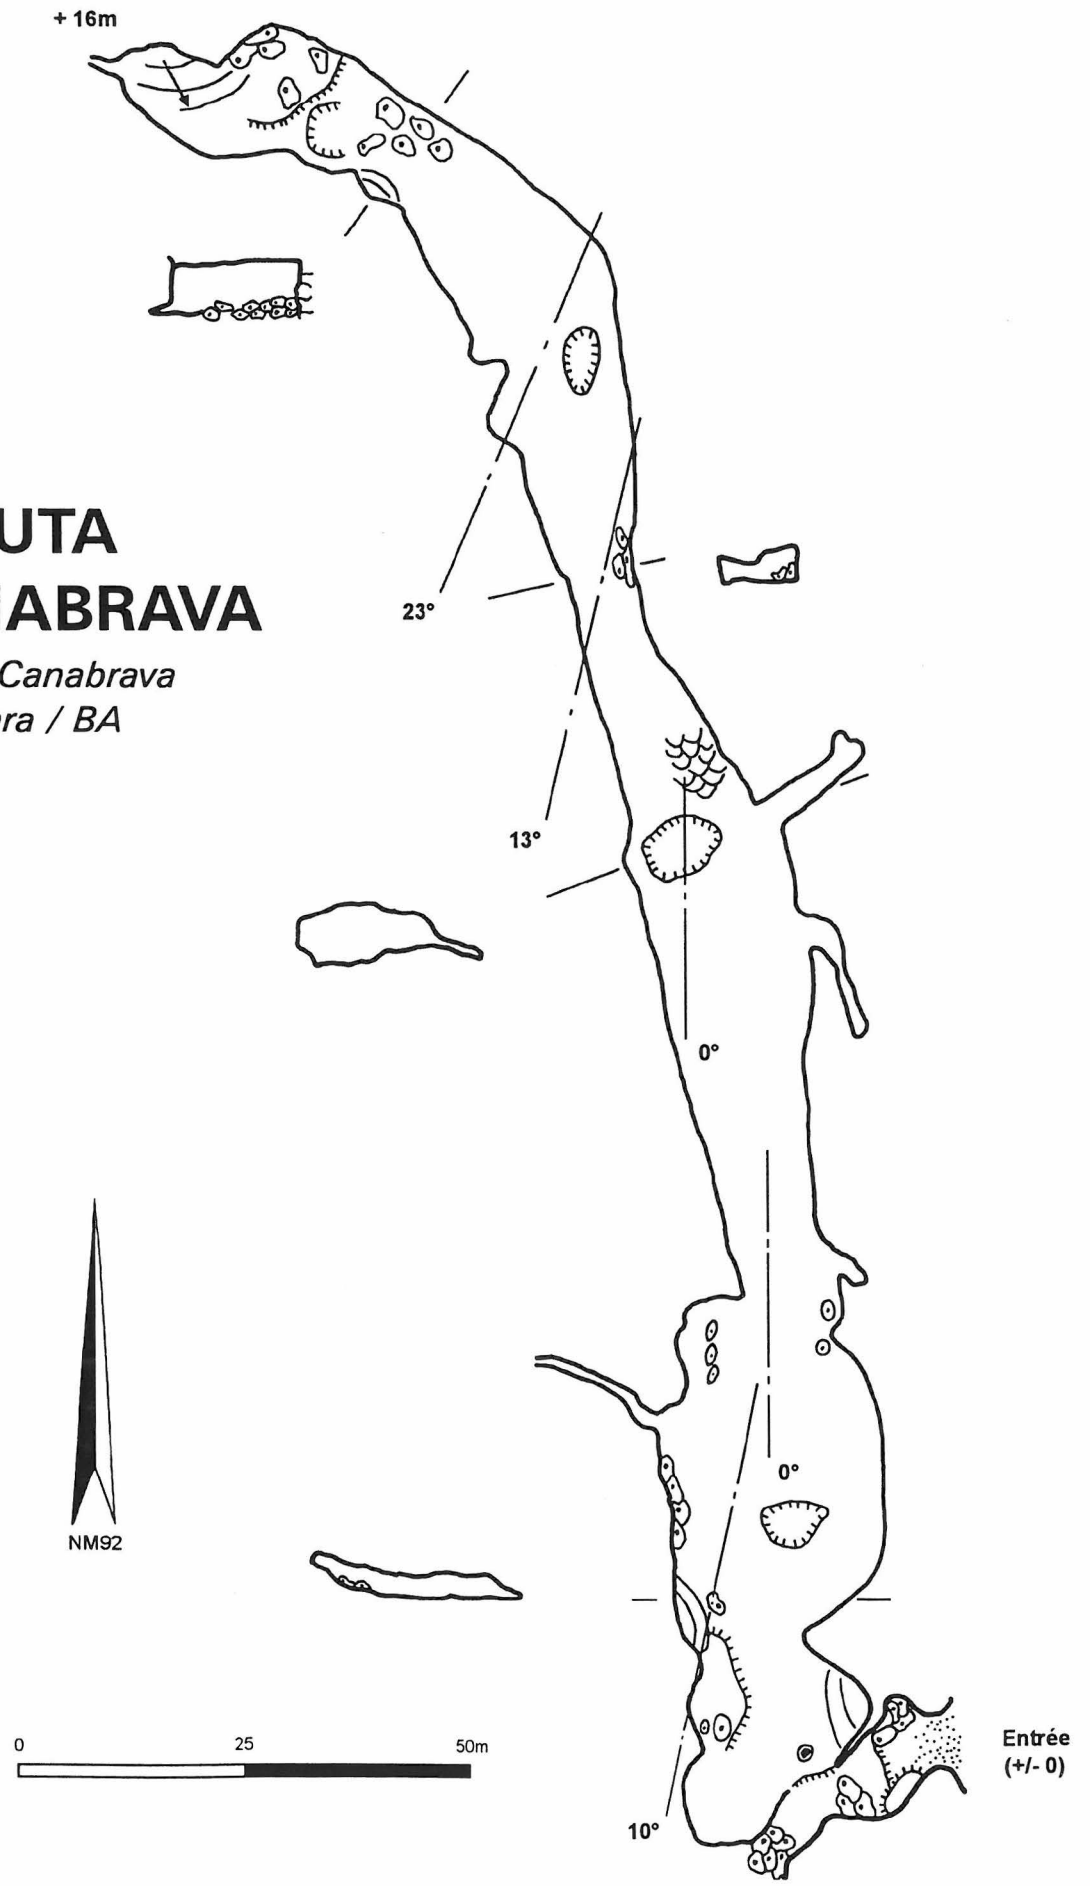 + 16m
UTA
ABRAVA
Canabrava
ra / BA
23°
13°
0°
0°
10°
NM92
0 25 50m
Entrée
(+/- 0)